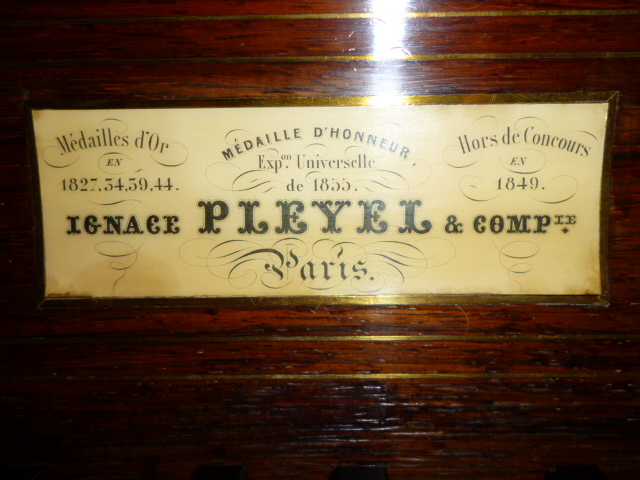 Médailles d'Or
EN
1827,34,39,44.
MÉDAILLE D'HONNEUR,
Expon. Universelle
de 1855.
Hors de Concours
EN
1849.
IGNACE PLEYEL & COMPIE.
Paris.